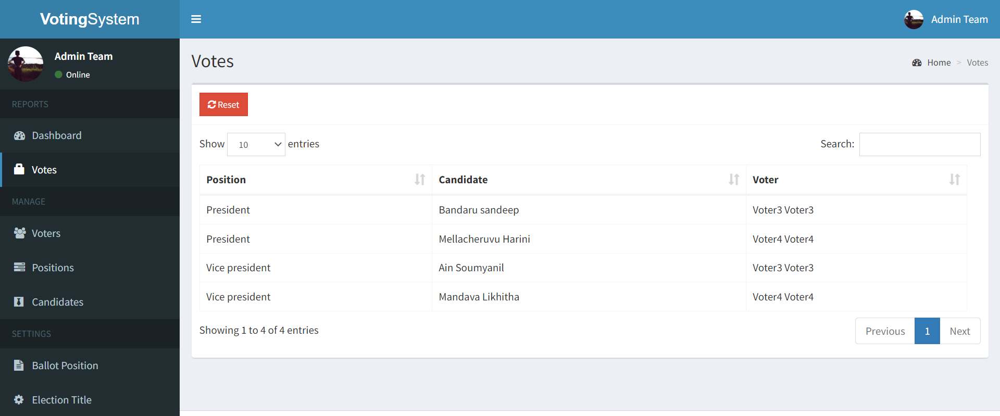 VotingSystem
Admin Team
Admin Team
Online
REPORTS
Dashboard
Votes
MANAGE
Voters
Positions
Candidates
SETTINGS
Ballot Position
Election Title
Votes
Home > Votes
Reset
Show 10 entries
Search:
Position Candidate Voter
President Bandaru sandeep Voter3 Voter3
President Mellacheruvu Harini Voter4 Voter4
Vice president Ain Soumyanil Voter3 Voter3
Vice president Mandava Likhitha Voter4 Voter4
Showing 1 to 4 of 4 entries
Previous 1 Next